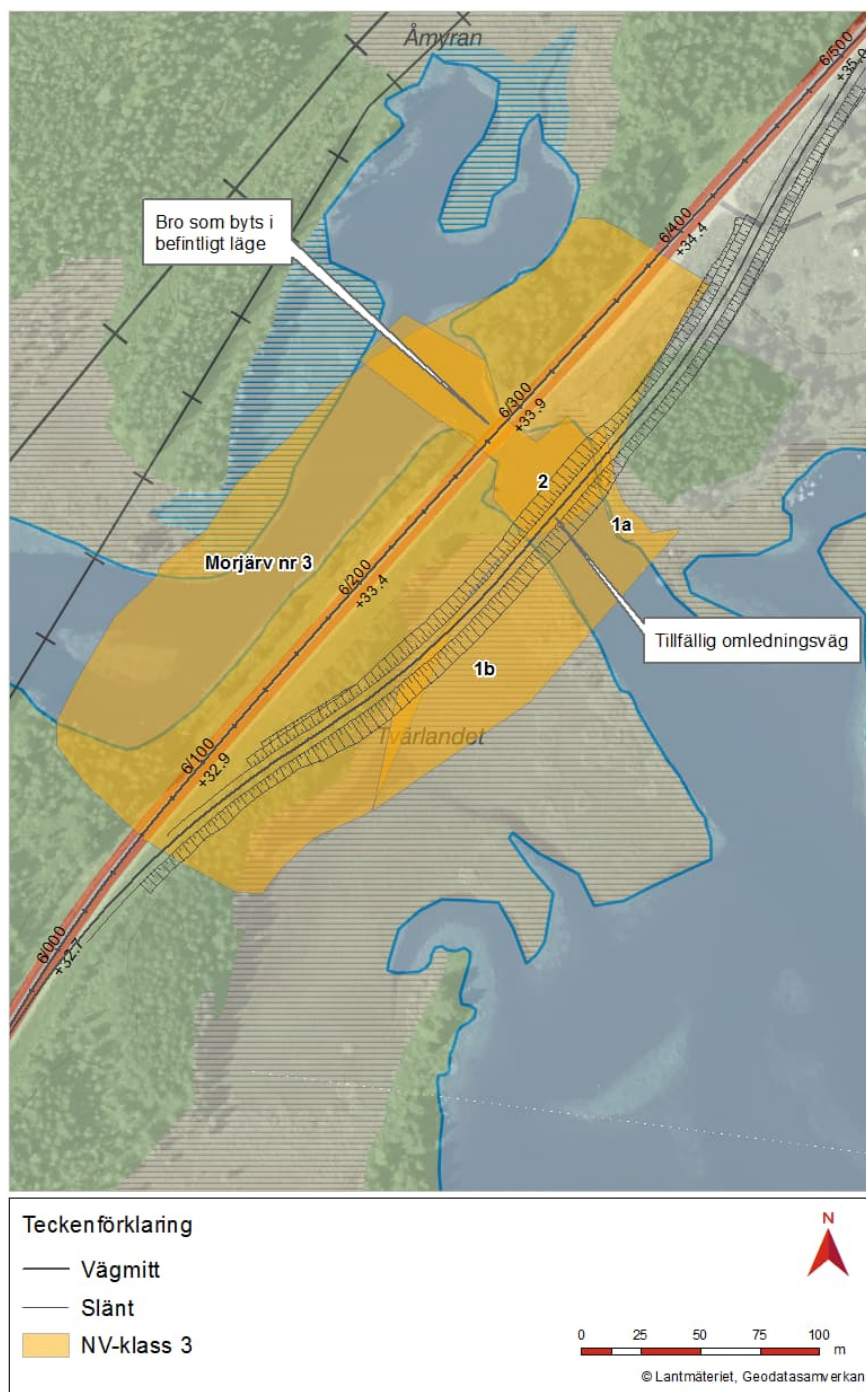 Åmyran
6/500
+35.0
Bro som byts i
befintligt läge
6/400
+34.4
6/300
+33.9
2
1a
Morjärv nr 3
6/200
+33.4
Tillfällig omledningsväg
1b
Tvärlandet
6/100
+32.9
6/000
+32.7
Teckenförklaring
Vägmitt
Slänt
NV-klass 3
N
0 25 50 75 100
m
© Lantmäteriet, Geodatasamverkan